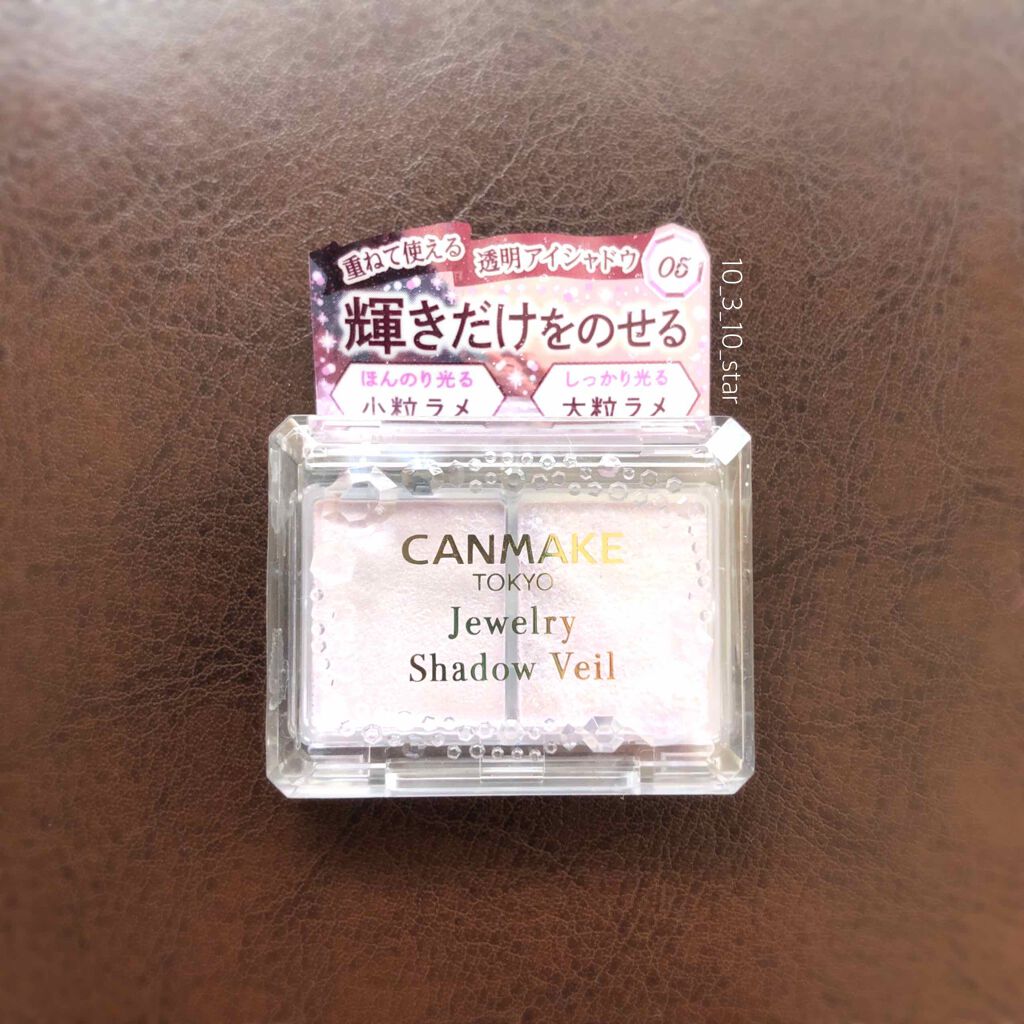 重ねて使える 透明アイシャドウ
05
輝きだけをのせる
ほんのり光る
小粒ラメ
しっかり光る
大粒ラメ
CANMAKE
TOKYO
Jewelry
Shadow Veil
10_3_10_star